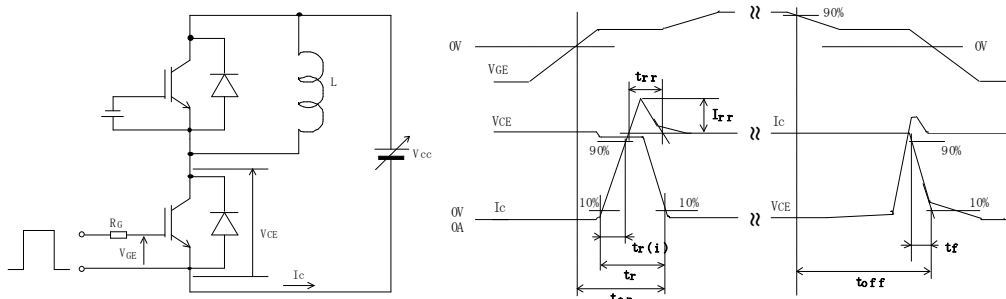 L
Vcc
RG
VGE
VCE
Ic
0V
VGE
trr
Irr
VCE
90%
0V
0A
Ic
10%
10%
tr(i)
tr
ton
90%
0V
Ic
90%
VCE
10%
tf
toff